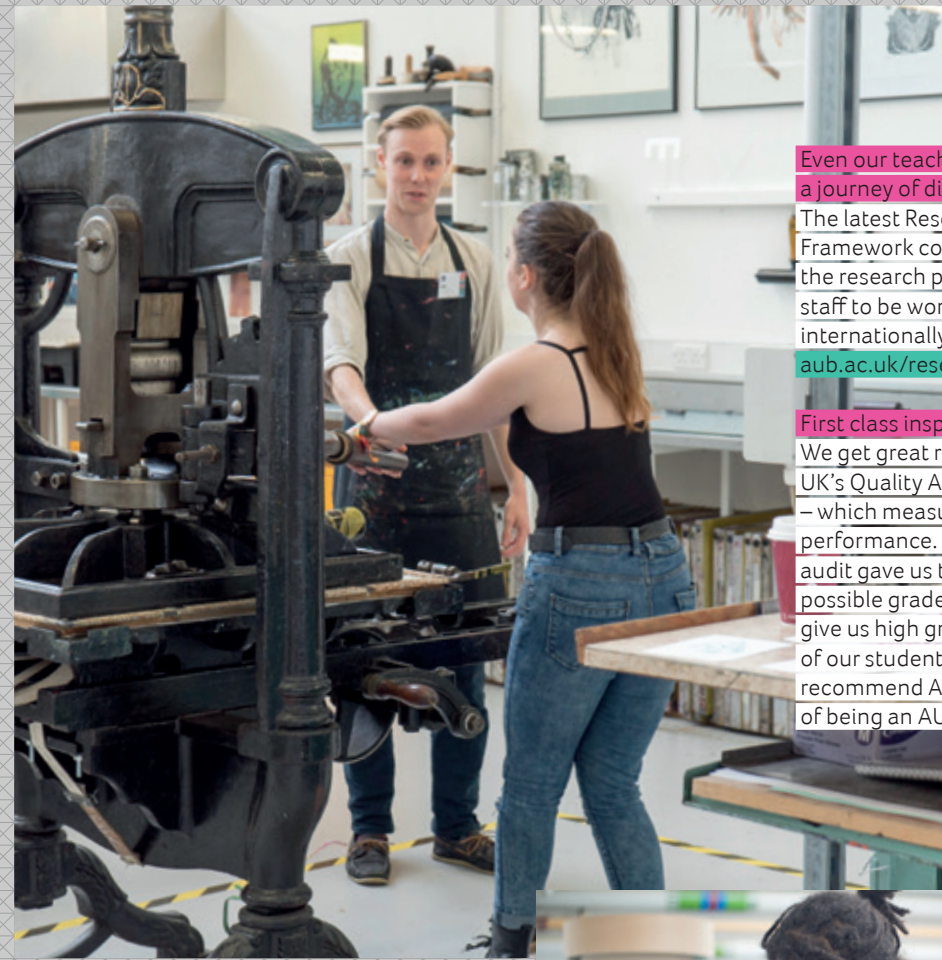 Even our teach
a journey of di
The latest Rese
Framework co
the research p
staff to be wor
internationally
aub.ac.uk/rese
First class insp
We get great r
UK's Quality A
– which measu
performance.
audit gave us t
possible grade
give us high gr
of our student
recommend A
of being an AU